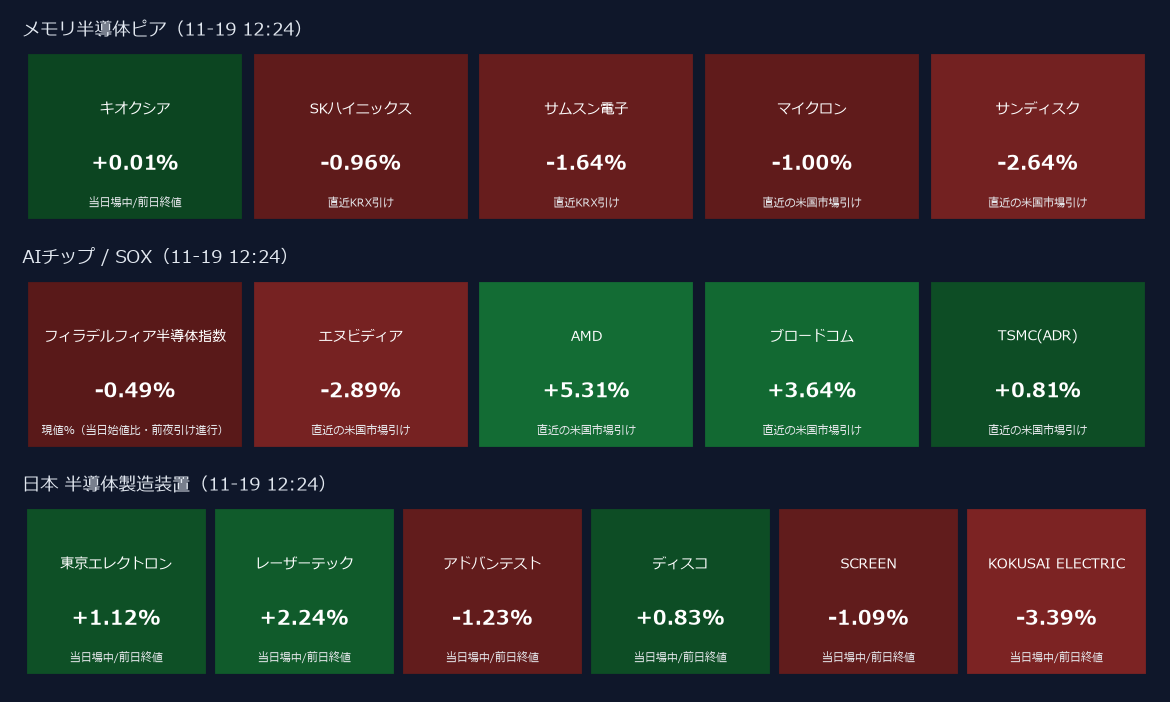 メモリ半導体ピア（11-19 12:24）
キオクシア
+0.01%
当日場中/前日終値
SKハイニックス
-0.96%
直近KRX引け
サムスン電子
-1.64%
直近KRX引け
マイクロン
-1.00%
直近の米国市場引け
サンディスク
-2.64%
直近の米国市場引け
AIチップ / SOX（11-19 12:24）
フィラデルフィア半導体指数
-0.49%
現値%（当日始値比・前夜引け進行）
エヌビディア
-2.89%
直近の米国市場引け
AMD
+5.31%
直近の米国市場引け
ブロードコム
+3.64%
直近の米国市場引け
TSMC(ADR)
+0.81%
直近の米国市場引け
日本 半導体製造装置（11-19 12:24）
東京エレクトロン
+1.12%
当日場中/前日終値
レーザーテック
+2.24%
当日場中/前日終値
アドバンテスト
-1.23%
当日場中/前日終値
ディスコ
+0.83%
当日場中/前日終値
SCREEN
-1.09%
当日場中/前日終値
KOKUSAI ELECTRIC
-3.39%
当日場中/前日終値